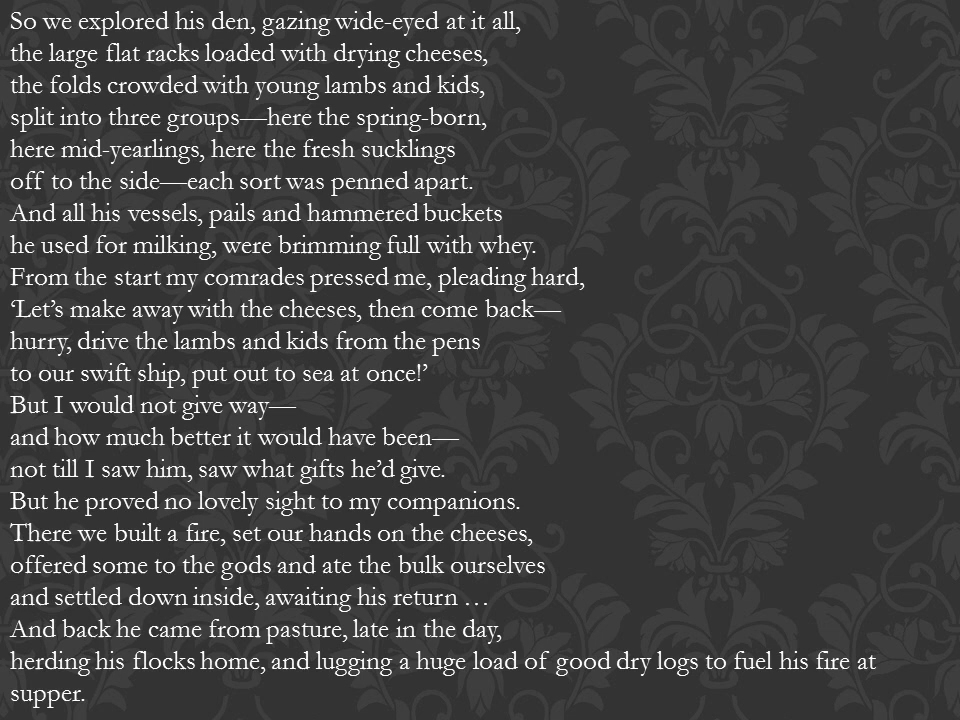 So we explored his den, gazing wide-eyed at it all,
the large flat racks loaded with drying cheeses,
the folds crowded with young lambs and kids,
split into three groups—here the spring-born,
here mid-yearlings, here the fresh sucklings
off to the side—each sort was penned apart.
And all his vessels, pails and hammered buckets
he used for milking, were brimming full with whey.
From the start my comrades pressed me, pleading hard,
‘Let’s make away with the cheeses, then come back—
hurry, drive the lambs and kids from the pens
to our swift ship, put out to sea at once!’
But I would not give way—
and how much better it would have been—
not till I saw him, saw what gifts he’d give.
But he proved no lovely sight to my companions.
There we built a fire, set our hands on the cheeses,
offered some to the gods and ate the bulk ourselves
and settled down inside, awaiting his return …
And back he came from pasture, late in the day,
herding his flocks home, and lugging a huge load of good dry logs to fuel his fire at
supper.